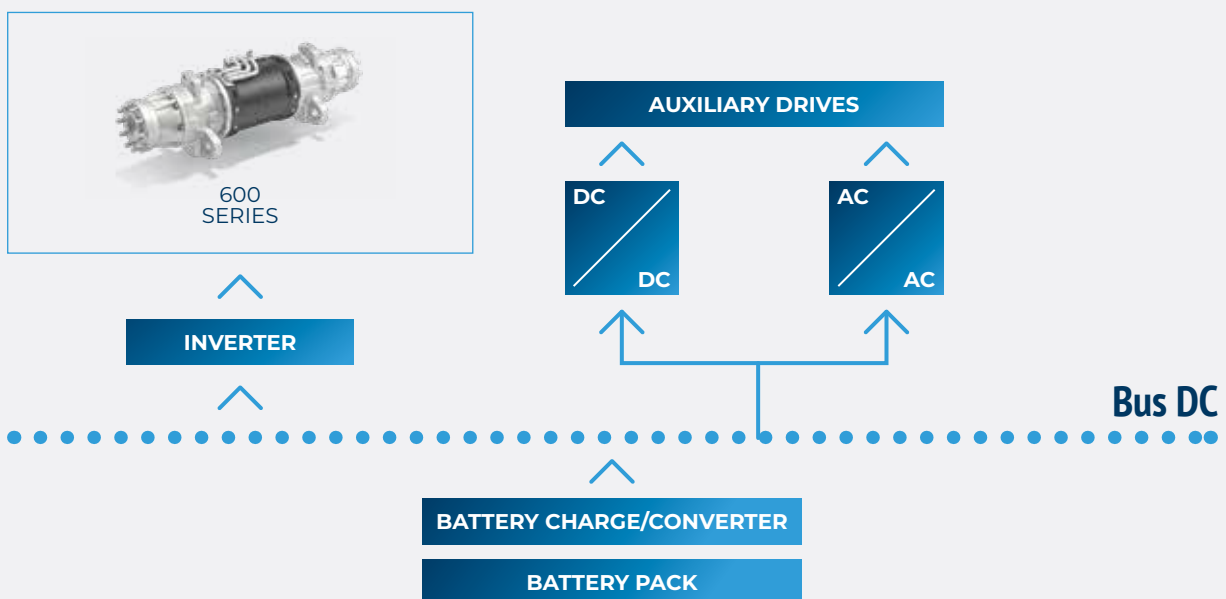 600
SERIES
AUXILIARY DRIVES
DC
DC
AC
AC
INVERTER
Bus DC
BATTERY CHARGE/CONVERTER
BATTERY PACK